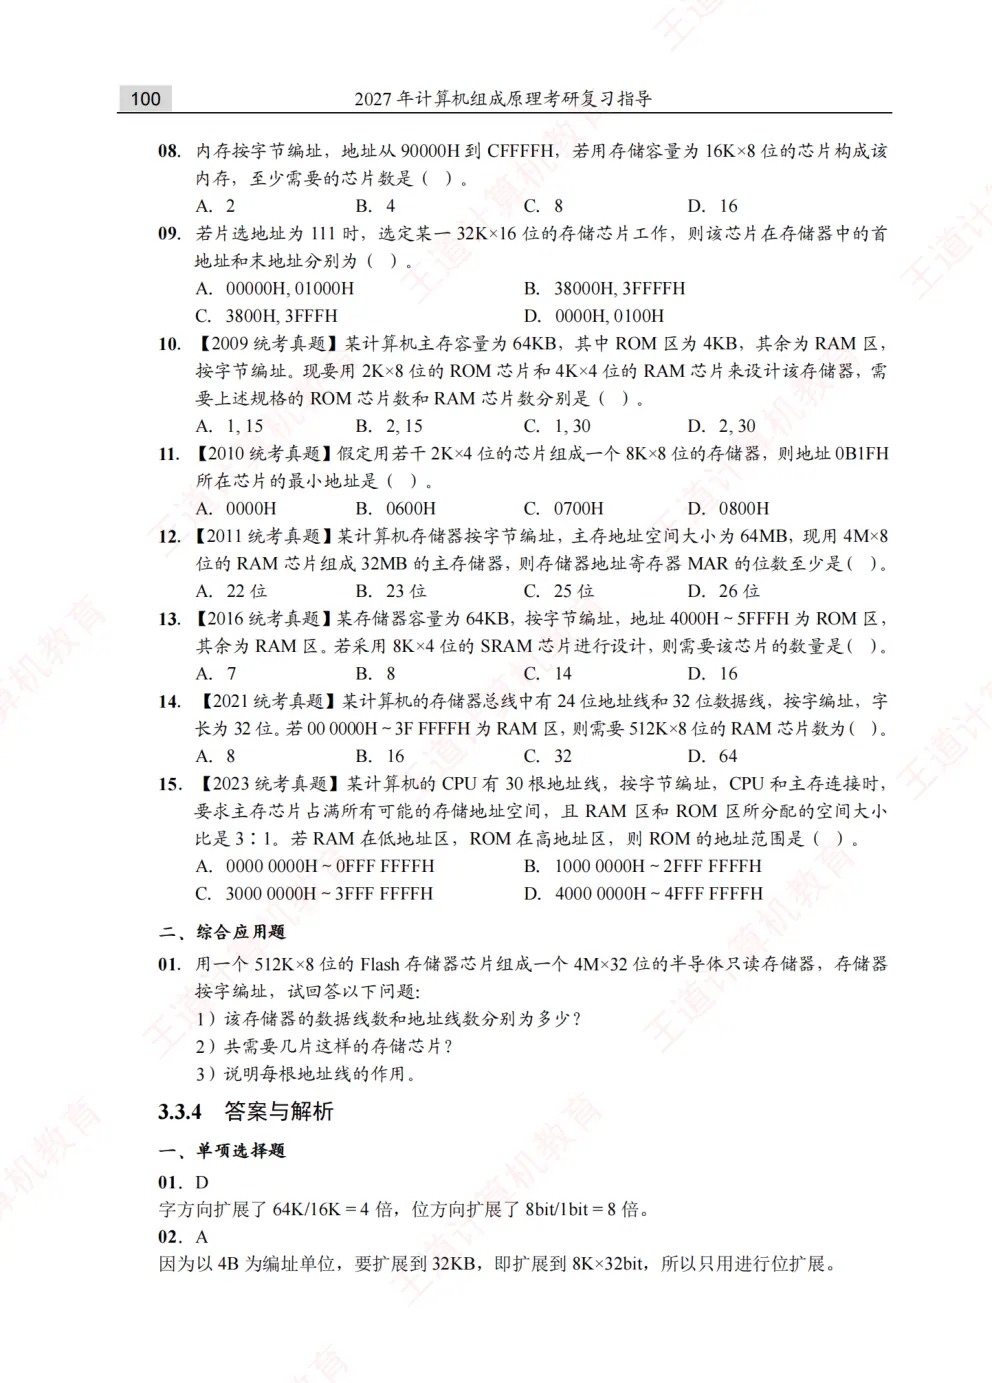 100
2027 年计算机组成原理考研复习指导
08. 内存按字节编址，地址从 90000H 到 CFFFFH，若用存储容量为 16K×8 位的芯片构成该
内存，至少需要的芯片数是（ ）。
A. 2 B. 4 C. 8 D. 16
09. 若片选地址为 111 时，选定某一 32K×16 位的存储芯片工作，则该芯片在存储器中的首
地址和末地址分别为（ ）。
A. 00000H, 01000H B. 38000H, 3FFFFH
C. 3800H, 3FFFH D. 0000H, 0100H
10. 【2009 统考真题】某计算机主存容量为 64KB，其中 ROM 区为 4KB，其余为 RAM 区，
按字节编址。现要用 2K×8 位的 ROM 芯片和 4K×4 位的 RAM 芯片来设计该存储器，需
要上述规格的 ROM 芯片数和 RAM 芯片数分别是（ ）。
A. 1, 15 B. 2, 15 C. 1, 30 D. 2, 30
11. 【2010 统考真题】假定用若干 2K×4 位的芯片组成一个 8K×8 位的存储器，则地址 0B1FH
所在芯片的最小地址是（ ）。
A. 0000H B. 0600H C. 0700H D. 0800H
12. 【2011 统考真题】某计算机存储器按字节编址，主存地址空间大小为 64MB，现用 4M×8
位的 RAM 芯片组成 32MB 的主存储器，则存储器地址寄存器 MAR 的位数至少是（ ）。
A. 22 位 B. 23 位 C. 25 位 D. 26 位
13. 【2016 统考真题】某存储器容量为 64KB，按字节编址，地址 4000H ~ 5FFFH 为 ROM 区，
其余为 RAM 区。若采用 8K×4 位的 SRAM 芯片进行设计，则需要该芯片的数量是（ ）。
A. 7 B. 8 C. 14 D. 16
14. 【2021 统考真题】某计算机的存储器总线中有 24 位地址线和 32 位数据线，按字编址，字
长为 32 位。若 00 0000H ~ 3F FFFFH 为 RAM 区，则需要 512K×8 位的 RAM 芯片数为（ ）。
A. 8 B. 16 C. 32 D. 64
15. 【2023 统考真题】某计算机的 CPU 有 30 根地址线，按字节编址，CPU 和主存连接时，
要求主存芯片占满所有可能的存储地址空间，且 RAM 区和 ROM 区所分配的空间大小
比是 3∶1。若 RAM 在低地址区，ROM 在高地址区，则 ROM 的地址范围是（ ）。
A. 0000 0000H ~ 0FFF FFFFH B. 1000 0000H ~ 2FFF FFFFH
C. 3000 0000H ~ 3FFF FFFFH D. 4000 0000H ~ 4FFF FFFFH
二、综合应用题
01. 用一个 512K×8 位的 Flash 存储器芯片组成一个 4M×32 位的半导体只读存储器，存储器
按字编址，试回答以下问题：
1）该存储器的数据线数和地址线数分别为多少？
2）共需要几片这样的存储芯片？
3）说明每根地址线的作用。
3.3.4 答案与解析
一、单项选择题
01. D
字方向扩展了 64K/16K = 4 倍，位方向扩展了 8bit/1bit = 8 倍。
02. A
因为以 4B 为编址单位，要扩展到 32KB，即扩展到 8K×32bit，所以只用进行位扩展。